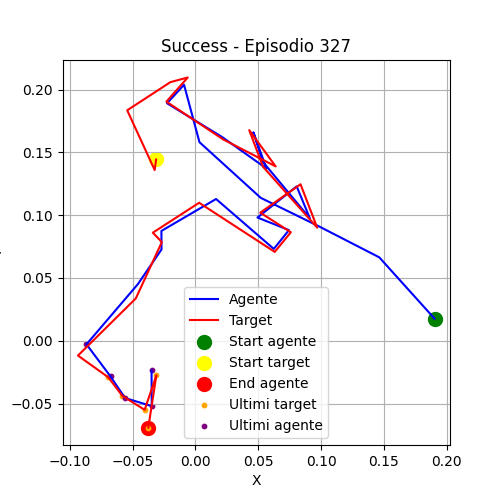 Success - Episodio 327
0.20
0.15
0.10
0.05
0.00
−0.05
−0.10
−0.05
0.00
0.05
0.10
0.15
0.20
X
Agente
Target
Start agente
Start target
End agente
Ultimi target
Ultimi agente